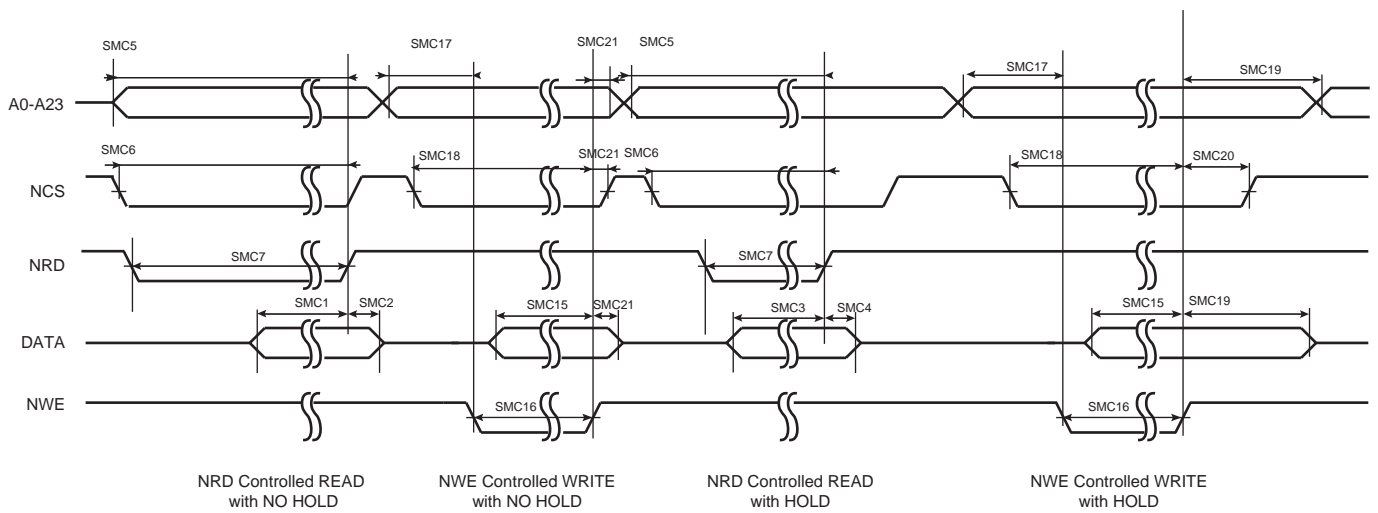 SMC5
SMC17
SMC21
SMC5
SMC17
SMC19
A0-A23
SMC6
SMC18
SMC21
SMC6
SMC18
SMC20
NCS
NRD
SMC7
SMC7
SMC1
SMC2
SMC15
SMC21
SMC3
SMC4
SMC15
SMC19
DATA
NWE
SMC16
SMC16
NRD Controlled READ
with NO HOLD
NWE Controlled WRITE
with NO HOLD
NRD Controlled READ
with HOLD
NWE Controlled WRITE
with HOLD